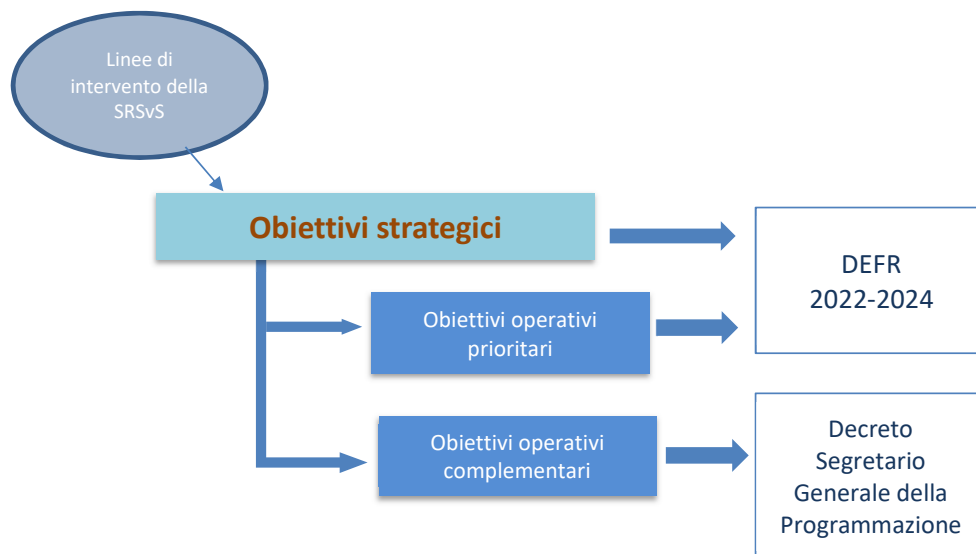 Linee di
intervento della
SRSvS
Obiettivi strategici
DEFR
2022-2024
Obiettivi operativi
prioritari
Obiettivi operativi
complementari
Decreto
Segretario
Generale della
Programmazione